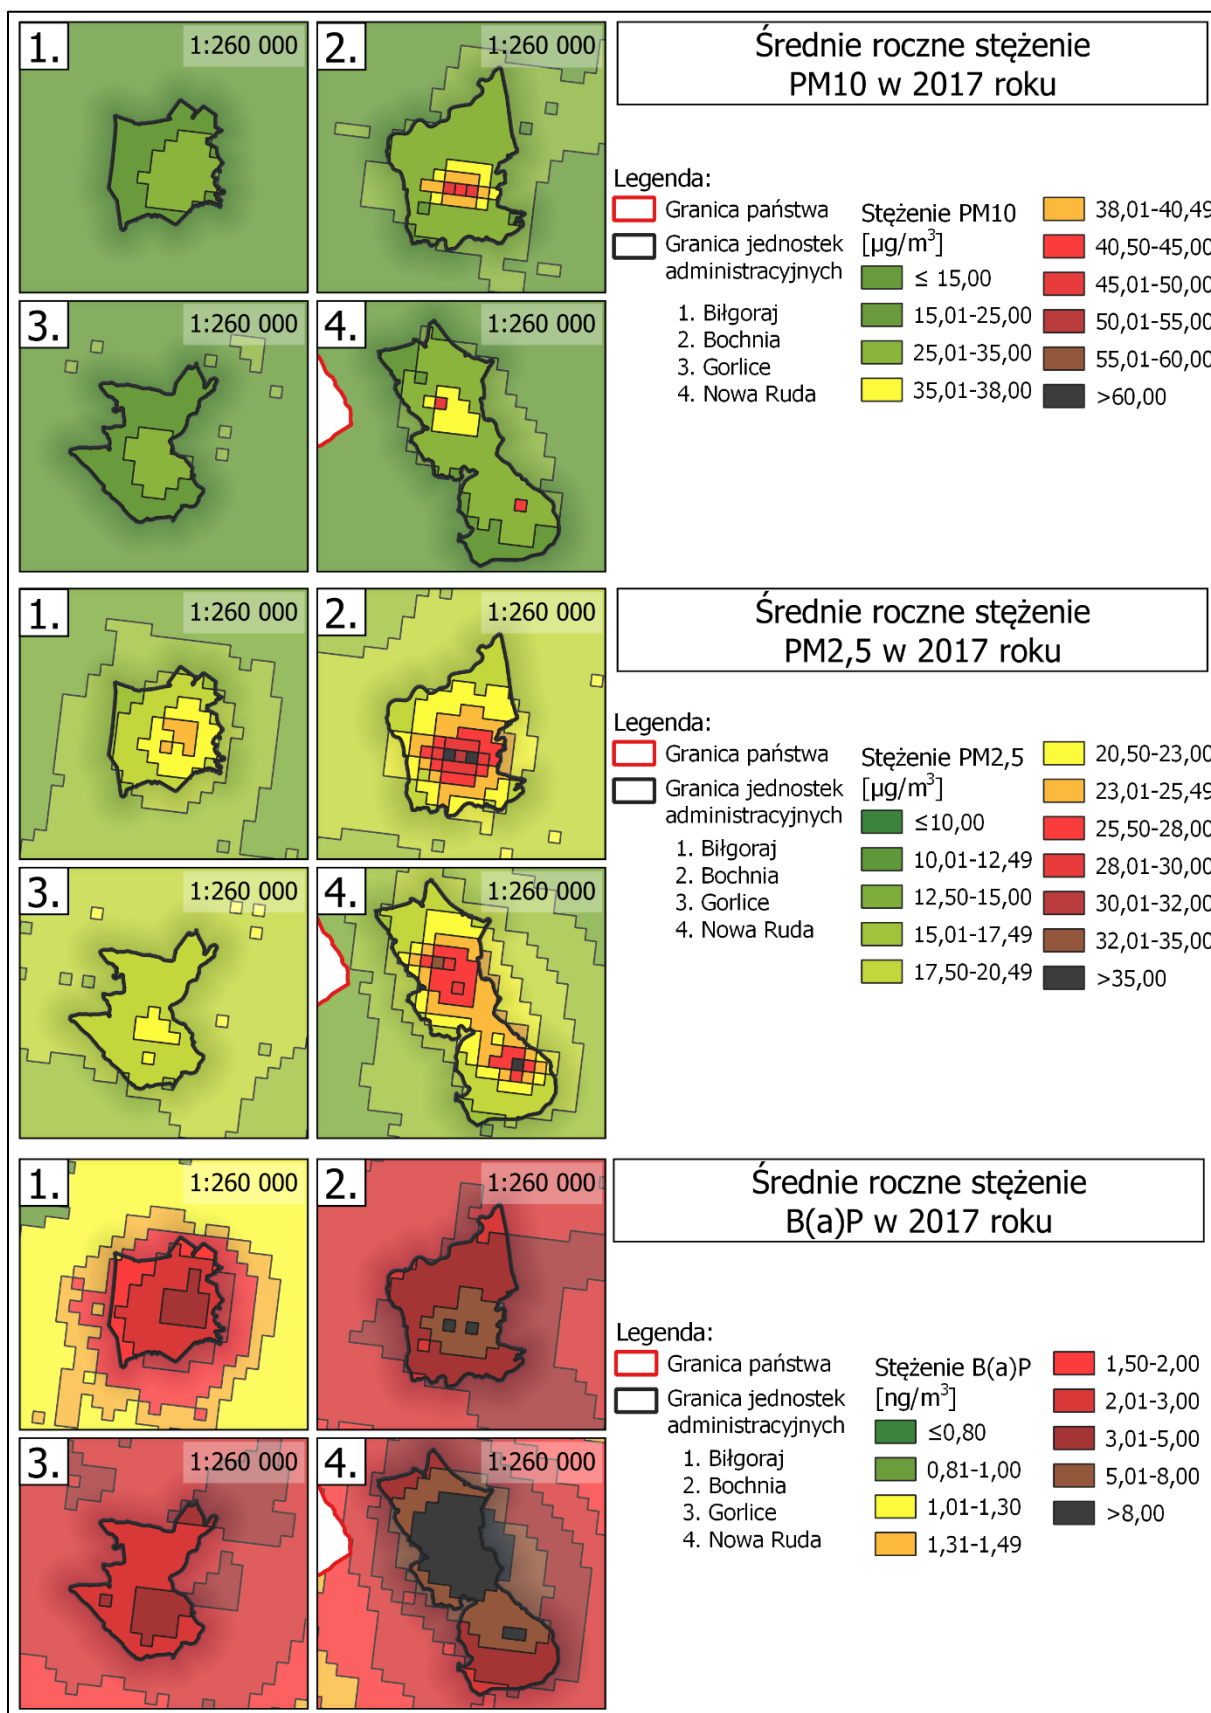 1.
1:260 000
2.
1:260 000
3.
1:260 000
4.
1:260 000
Średnie roczne stężenie
PM10 w 2017 roku
Legenda:
Granica państwa
Granica jednostek
administracyjnych
1. Biłgoraj
2. Bochnia
3. Gorlice
4. Nowa Ruda
Stężenie PM10
[µg/m³]
≤ 15,00
15,01-25,00
25,01-35,00
35,01-38,00
38,01-40,49
40,50-45,00
45,01-50,00
50,01-55,00
55,01-60,00
>60,00
1.
1:260 000
2.
1:260 000
3.
1:260 000
4.
1:260 000
Średnie roczne stężenie
PM2,5 w 2017 roku
Legenda:
Granica państwa
Granica jednostek
administracyjnych
1. Biłgoraj
2. Bochnia
3. Gorlice
4. Nowa Ruda
Stężenie PM2,5
[µg/m³]
≤10,00
10,01-12,49
12,50-15,00
15,01-17,49
17,50-20,49
20,50-23,00
23,01-25,49
25,50-28,00
28,01-30,00
30,01-32,00
32,01-35,00
>35,00
1.
1:260 000
2.
1:260 000
3.
1:260 000
4.
1:260 000
Średnie roczne stężenie
B(a)P w 2017 roku
Legenda:
Granica państwa
Granica jednostek
administracyjnych
1. Biłgoraj
2. Bochnia
3. Gorlice
4. Nowa Ruda
Stężenie B(a)P
[ng/m³]
≤0,80
0,81-1,00
1,01-1,30
1,31-1,49
1,50-2,00
2,01-3,00
3,01-5,00
5,01-8,00
>8,00